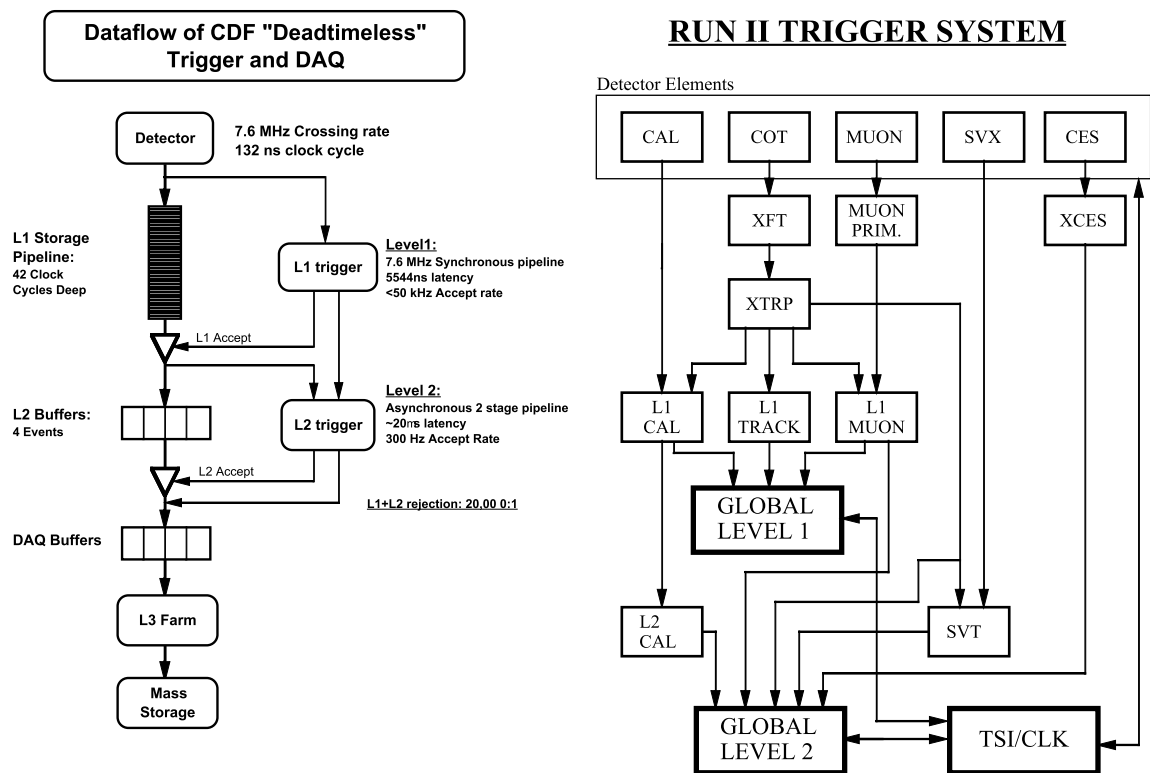 Dataflow of CDF "Deadtimeless"
Trigger and DAQ
Detector
7.6 MHz Crossing rate
132 ns clock cycle
L1 Storage
Pipeline:
42 Clock
Cycles Deep
L1 trigger
Level1:
7.6 MHz Synchronous pipeline
5544ns latency
<50 kHz Accept rate
L1 Accept
L2 Buffers:
4 Events
L2 trigger
Level 2:
Asynchronous 2 stage pipeline
~20ms latency
300 Hz Accept Rate
L2 Accept
L1+L2 rejection: 20,00 0:1
DAQ Buffers
L3 Farm
Mass
Storage
RUN II TRIGGER SYSTEM
Detector Elements
CAL
COT
MUON
SVX
CES
XFT
MUON
PRIM.
XCES
XTRP
L1
CAL
L1
TRACK
L1
MUON
GLOBAL
LEVEL 1
L2
CAL
SVT
GLOBAL
LEVEL 2
TSI/CLK